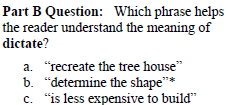 Part B Question: Which phrase helps
the reader understand the meaning of
dictate?
a. “recreate the tree house”
b. “determine the shape”*
c. “is less expensive to build”